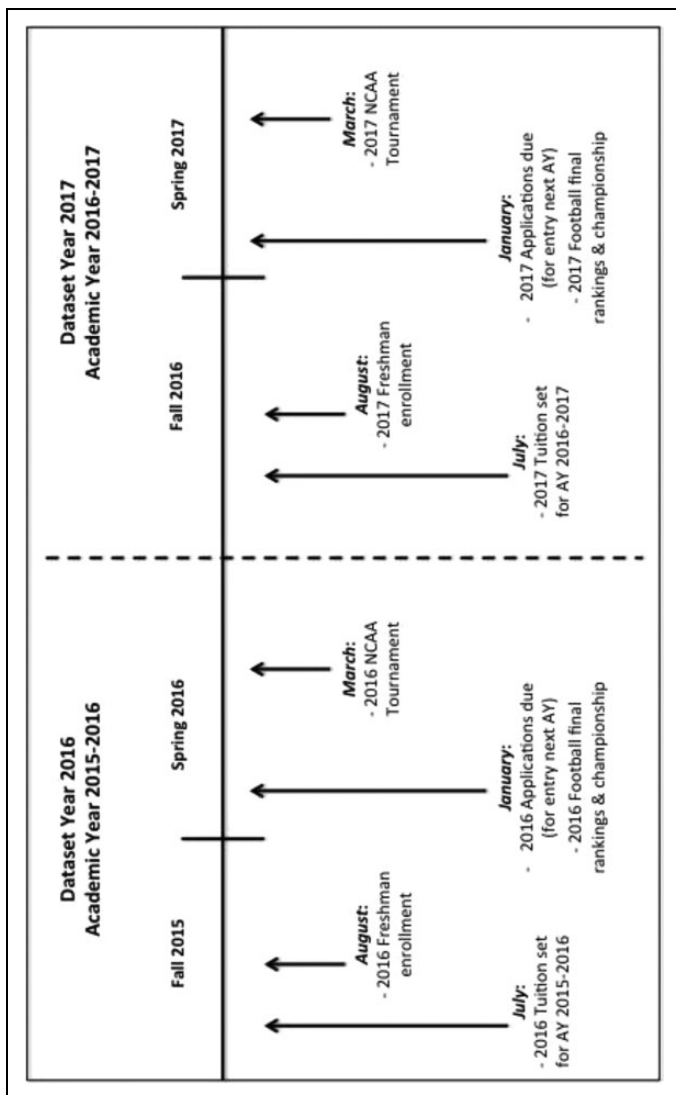 Dataset Year 2016
Academic Year 2015-2016
Fall 2015
Spring 2016
July:
- 2016 Tuition set
for AY 2015-2016
August:
- 2016 Freshman
enrollment
January:
- 2016 Applications due
(for entry next AY)
- 2016 Football final
rankings & championship
March:
- 2016 NCAA
Tournament
Dataset Year 2017
Academic Year 2016-2017
Fall 2016
Spring 2017
July:
- 2017 Tuition set
for AY 2016-2017
August:
- 2017 Freshman
enrollment
January:
- 2017 Applications due
(for entry next AY)
- 2017 Football final
rankings & championship
March:
- 2017 NCAA
Tournament